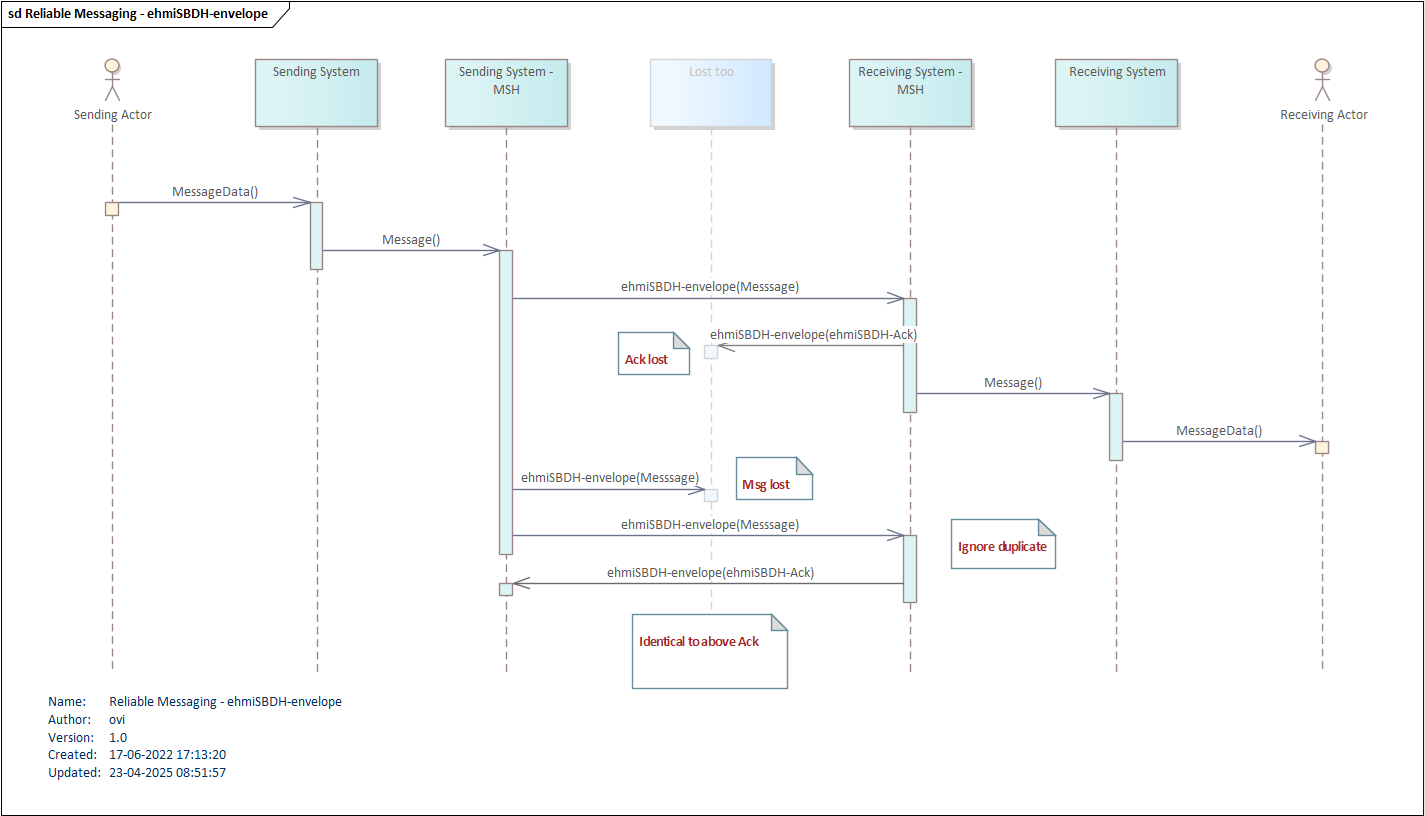 sd Reliable Messaging - ehmiSBDH-envelope
Sending Actor
Sending System
Sending System -
MSH
Lost too
Receiving System -
MSH
Receiving System
Receiving Actor
MessageData()
Message()
ehmiSBDH-envelope(Messsage)
ehmiSBDH-envelope(ehmiSBDH-Ack)
Ack lost
Message()
MessageData()
ehmiSBDH-envelope(Messsage)
Msg lost
ehmiSBDH-envelope(Messsage)
Ignore duplicate
ehmiSBDH-envelope(ehmiSBDH-Ack)
Identical to above Ack
Name: Reliable Messaging - ehmiSBDH-envelope
Author: ovi
Version: 1.0
Created: 17-06-2022 17:13:20
Updated: 23-04-2025 08:51:57